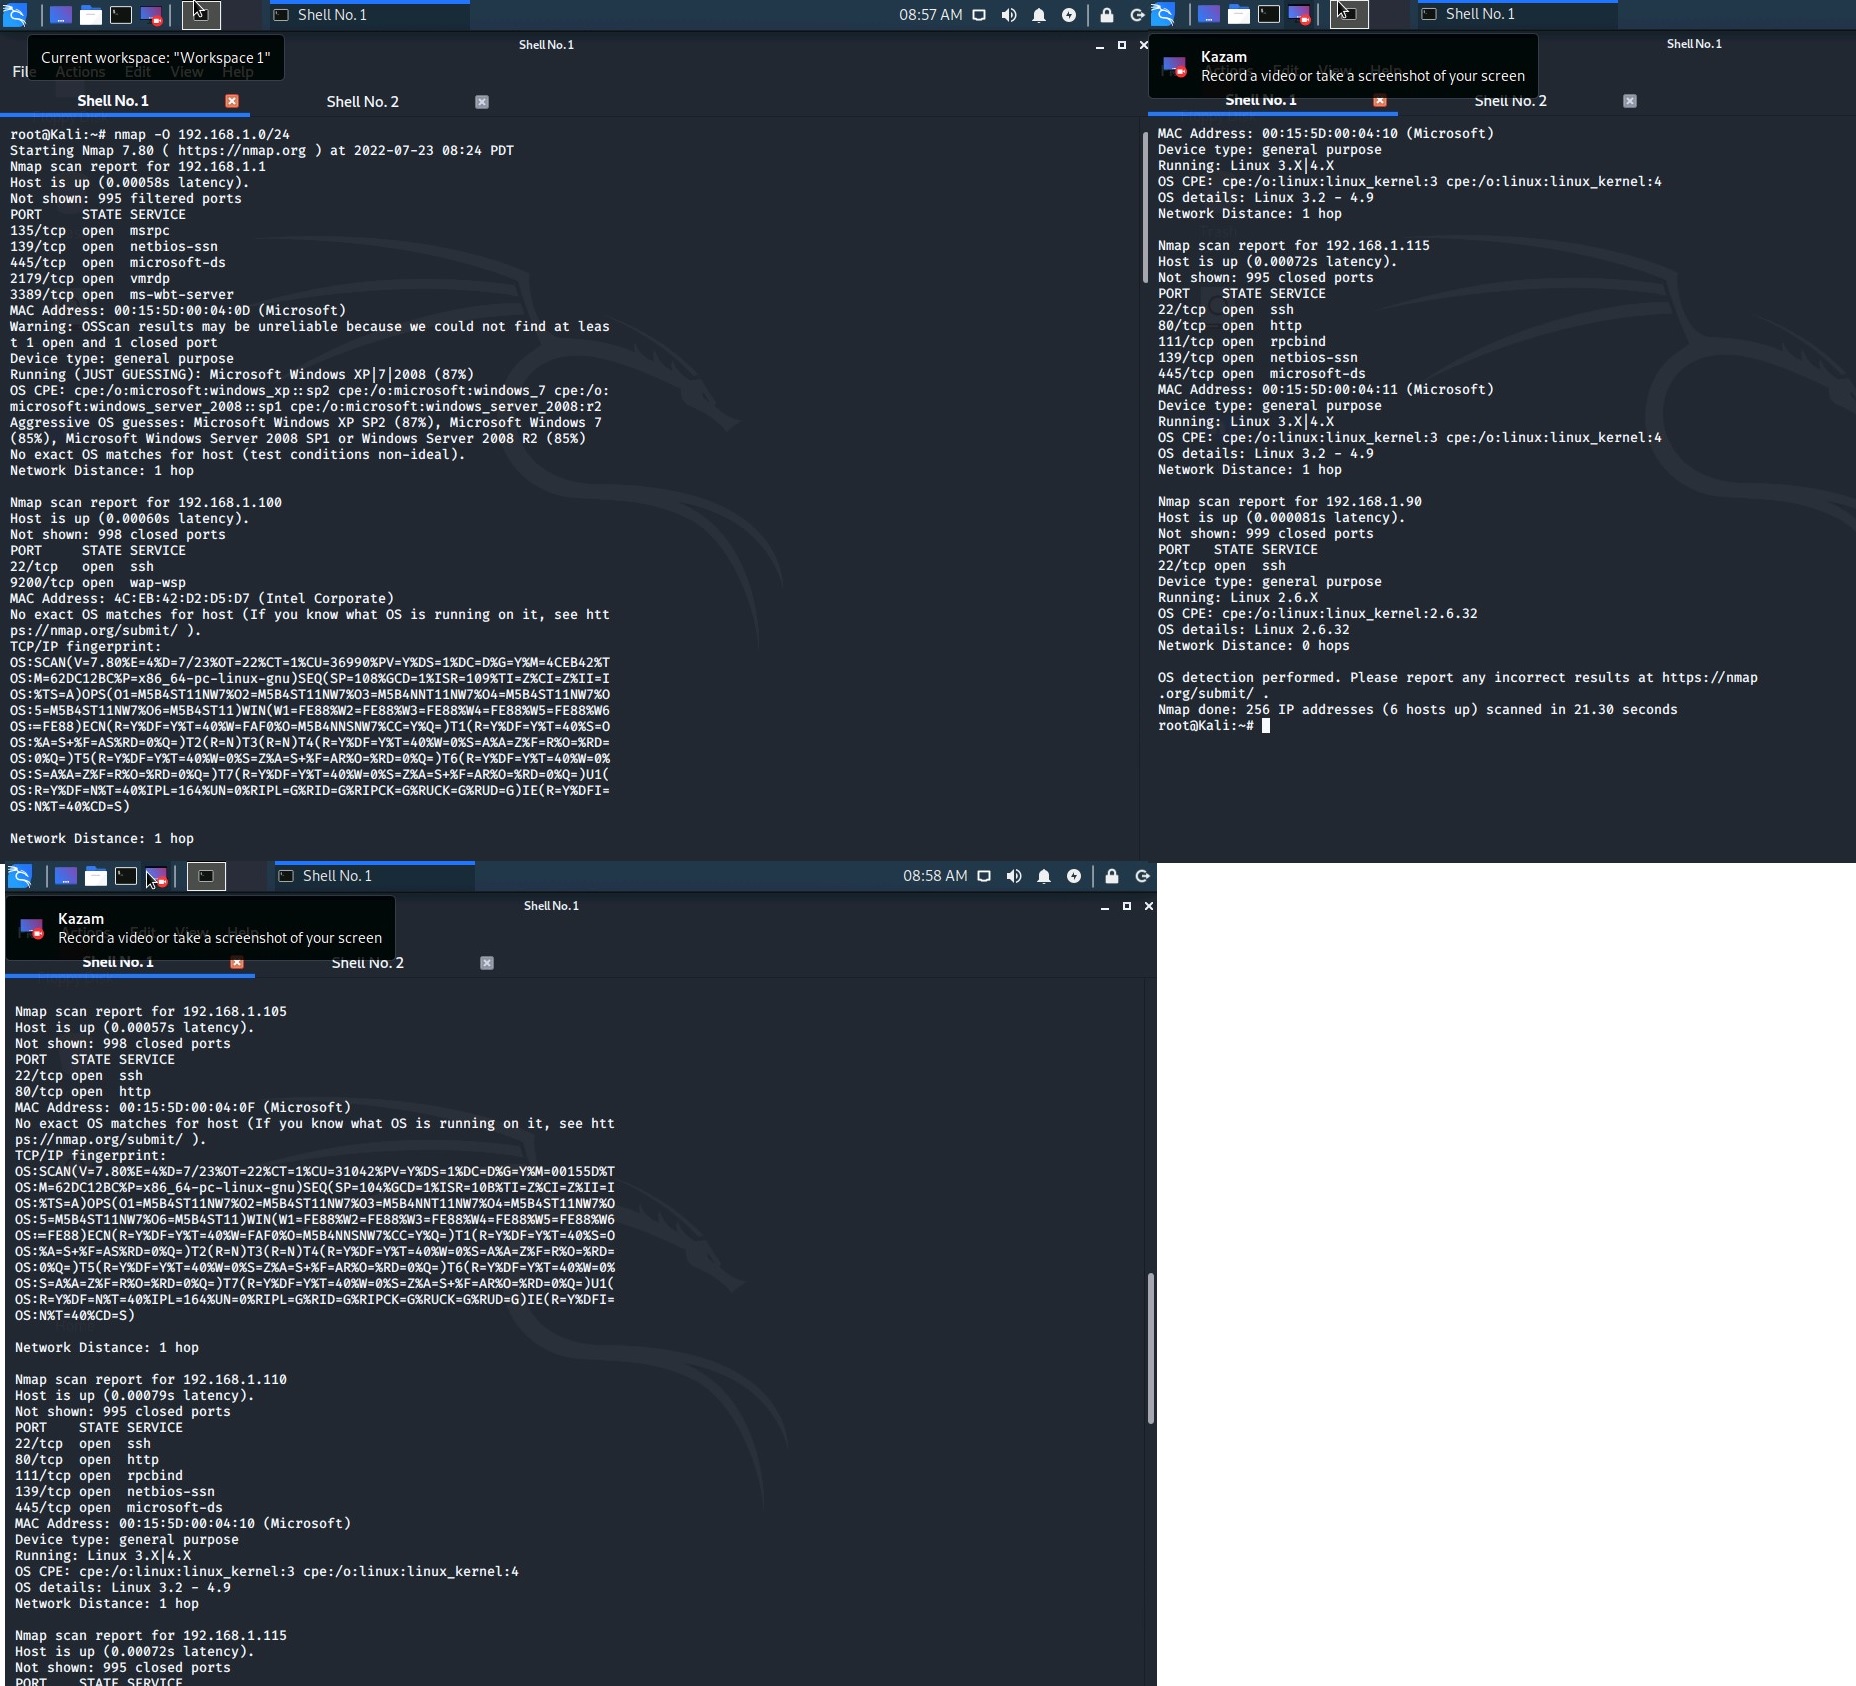 Shell No. 1
08:57 AM
Current workspace: "Workspace 1"
Shell No. 1
File Actions Edit View Help
Shell No. 1
Shell No. 2
root@Kali:~# nmap -O 192.168.1.0/24
Starting Nmap 7.80 ( https://nmap.org ) at 2022-07-23 08:24 PDT
Nmap scan report for 192.168.1.1
Host is up (0.00058s latency).
Not shown: 995 filtered ports
PORT     STATE SERVICE
135/tcp  open  msrpc
139/tcp  open  netbios-ssn
445/tcp  open  microsoft-ds
2179/tcp open  vmrdp
3389/tcp open  ms-wbt-server
MAC Address: 00:15:5D:00:04:0D (Microsoft)
Warning: OSScan results may be unreliable because we could not find at leas
t 1 open and 1 closed port
Device type: general purpose
Running (JUST GUESSING): Microsoft Windows XP|7|2008 (87%)
OS CPE: cpe:/o:microsoft:windows_xp::sp2 cpe:/o:microsoft:windows_7 cpe:/o:
microsoft:windows_server_2008::sp1 cpe:/o:microsoft:windows_server_2008:r2
Aggressive OS guesses: Microsoft Windows XP SP2 (87%), Microsoft Windows 7
(85%), Microsoft Windows Server 2008 SP1 or Windows Server 2008 R2 (85%)
No exact OS matches for host (test conditions non-ideal).
Network Distance: 1 hop
Nmap scan report for 192.168.1.100
Host is up (0.00060s latency).
Not shown: 998 closed ports
PORT     STATE SERVICE
22/tcp   open  ssh
9200/tcp open  wap-wsp
MAC Address: 4C:EB:42:D2:D5:D7 (Intel Corporate)
No exact OS matches for host (If you know what OS is running on it, see htt
ps://nmap.org/submit/ ).
TCP/IP fingerprint:
OS:SCAN(V=7.80%E=4%D=7/23%OT=22%CT=1%CU=36990%PV=Y%DS=1%DC=D%G=Y%M=4CEB42%T
OS:M=62DC12BC%P=x86_64-pc-linux-gnu)SEQ(SP=108%GCD=1%ISR=109%TI=Z%CI=Z%II=I
OS:%TS=A)OPS(O1=M5B4ST11NW7%O2=M5B4ST11NW7%O3=M5B4NNT11NW7%O4=M5B4ST11NW7%O
OS:5=M5B4ST11NW7%O6=M5B4ST11)WIN(W1=FE88%W2=FE88%W3=FE88%W4=FE88%W5=FE88%W6
OS:=FE88)ECN(R=Y%DF=Y%T=40%W=FAF0%O=M5B4NNSNW7%CC=Y%Q=)T1(R=Y%DF=Y%T=40%S=O
OS:%A=S+%F=AS%RD=0%Q=)T2(R=N)T3(R=N)T4(R=Y%DF=Y%T=40%W=0%S=A%A=Z%F=R%O=%RD=
OS:0%Q=)T5(R=Y%DF=Y%T=40%W=0%S=Z%A=S+%F=AR%O=%RD=0%Q=)T6(R=Y%DF=Y%T=40%W=0%
OS:S=A%A=Z%F=R%O=%RD=0%Q=)T7(R=Y%DF=Y%T=40%W=0%S=Z%A=S+%F=AR%O=%RD=0%Q=)U1(
OS:R=Y%DF=N%T=40%IPL=164%UN=0%RIPL=G%RID=G%RIPCK=G%RUCK=G%RUD=G)IE(R=Y%DFI=
OS:N%T=40%CD=S)
Network Distance: 1 hop
Shell No. 1
Kazam
Record a video or take a screenshot of your screen
Shell No. 1
Shell No. 1
Shell No. 2
MAC Address: 00:15:5D:00:04:10 (Microsoft)
Device type: general purpose
Running: Linux 3.X|4.X
OS CPE: cpe:/o:linux:linux_kernel:3 cpe:/o:linux:linux_kernel:4
OS details: Linux 3.2 - 4.9
Network Distance: 1 hop
Nmap scan report for 192.168.1.115
Host is up (0.00072s latency).
Not shown: 995 closed ports
PORT    STATE SERVICE
22/tcp  open  ssh
80/tcp  open  http
111/tcp open  rpcbind
139/tcp open  netbios-ssn
445/tcp open  microsoft-ds
MAC Address: 00:15:5D:00:04:11 (Microsoft)
Device type: general purpose
Running: Linux 3.X|4.X
OS CPE: cpe:/o:linux:linux_kernel:3 cpe:/o:linux:linux_kernel:4
OS details: Linux 3.2 - 4.9
Network Distance: 1 hop
Nmap scan report for 192.168.1.90
Host is up (0.000081s latency).
Not shown: 999 closed ports
PORT   STATE SERVICE
22/tcp open  ssh
Device type: general purpose
Running: Linux 2.6.X
OS CPE: cpe:/o:linux:linux_kernel:2.6.32
OS details: Linux 2.6.32
Network Distance: 0 hops
OS detection performed. Please report any incorrect results at https://nmap
.org/submit/ .
Nmap done: 256 IP addresses (6 hosts up) scanned in 21.30 seconds
root@Kali:~#
Shell No. 1
08:58 AM
Shell No. 1
Kazam
Record a video or take a screenshot of your screen
Shell No. 1
Shell No. 2
Nmap scan report for 192.168.1.105
Host is up (0.00057s latency).
Not shown: 998 closed ports
PORT   STATE SERVICE
22/tcp open  ssh
80/tcp open  http
MAC Address: 00:15:5D:00:04:0F (Microsoft)
No exact OS matches for host (If you know what OS is running on it, see htt
ps://nmap.org/submit/ ).
TCP/IP fingerprint:
OS:SCAN(V=7.80%E=4%D=7/23%OT=22%CT=1%CU=31042%PV=Y%DS=1%DC=D%G=Y%M=00155D%T
OS:M=62DC12BC%P=x86_64-pc-linux-gnu)SEQ(SP=104%GCD=1%ISR=10B%TI=Z%CI=Z%II=I
OS:%TS=A)OPS(O1=M5B4ST11NW7%O2=M5B4ST11NW7%O3=M5B4NNT11NW7%O4=M5B4ST11NW7%O
OS:5=M5B4ST11NW7%O6=M5B4ST11)WIN(W1=FE88%W2=FE88%W3=FE88%W4=FE88%W5=FE88%W6
OS:=FE88)ECN(R=Y%DF=Y%T=40%W=FAF0%O=M5B4NNSNW7%CC=Y%Q=)T1(R=Y%DF=Y%T=40%S=O
OS:%A=S+%F=AS%RD=0%Q=)T2(R=N)T3(R=N)T4(R=Y%DF=Y%T=40%W=0%S=A%A=Z%F=R%O=%RD=
OS:0%Q=)T5(R=Y%DF=Y%T=40%W=0%S=Z%A=S+%F=AR%O=%RD=0%Q=)T6(R=Y%DF=Y%T=40%W=0%
OS:S=A%A=Z%F=R%O=%RD=0%Q=)T7(R=Y%DF=Y%T=40%W=0%S=Z%A=S+%F=AR%O=%RD=0%Q=)U1(
OS:R=Y%DF=N%T=40%IPL=164%UN=0%RIPL=G%RID=G%RIPCK=G%RUCK=G%RUD=G)IE(R=Y%DFI=
OS:N%T=40%CD=S)
Network Distance: 1 hop
Nmap scan report for 192.168.1.110
Host is up (0.00079s latency).
Not shown: 995 closed ports
PORT    STATE SERVICE
22/tcp  open  ssh
80/tcp  open  http
111/tcp open  rpcbind
139/tcp open  netbios-ssn
445/tcp open  microsoft-ds
MAC Address: 00:15:5D:00:04:10 (Microsoft)
Device type: general purpose
Running: Linux 3.X|4.X
OS CPE: cpe:/o:linux:linux_kernel:3 cpe:/o:linux:linux_kernel:4
OS details: Linux 3.2 - 4.9
Network Distance: 1 hop
Nmap scan report for 192.168.1.115
Host is up (0.00072s latency).
Not shown: 995 closed ports
PORT    STATE SERVICE